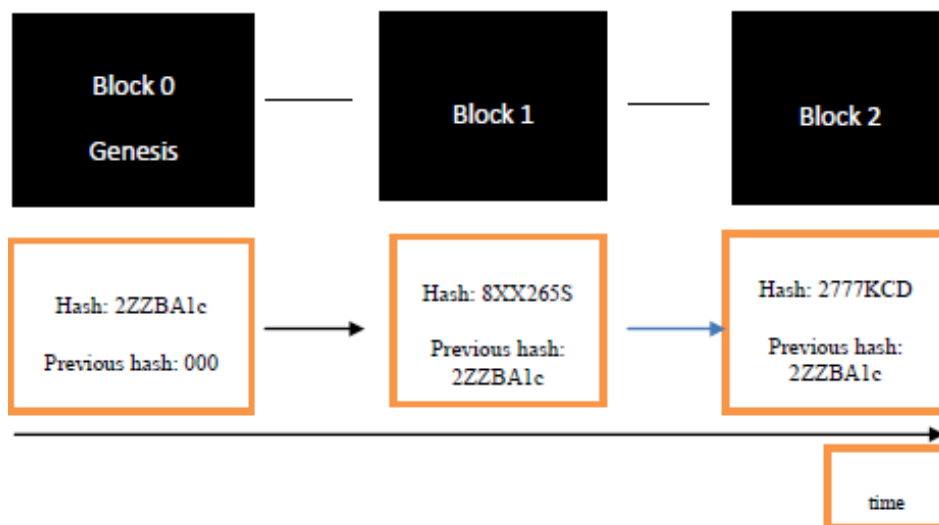 Block 0
Genesis
Block 1
Block 2
Hash: 2ZZBA1c
Previous hash: 000
Hash: 8XX265S
Previous hash:
2ZZBA1c
Hash: 2777KCD
Previous hash:
2ZZBA1c
time